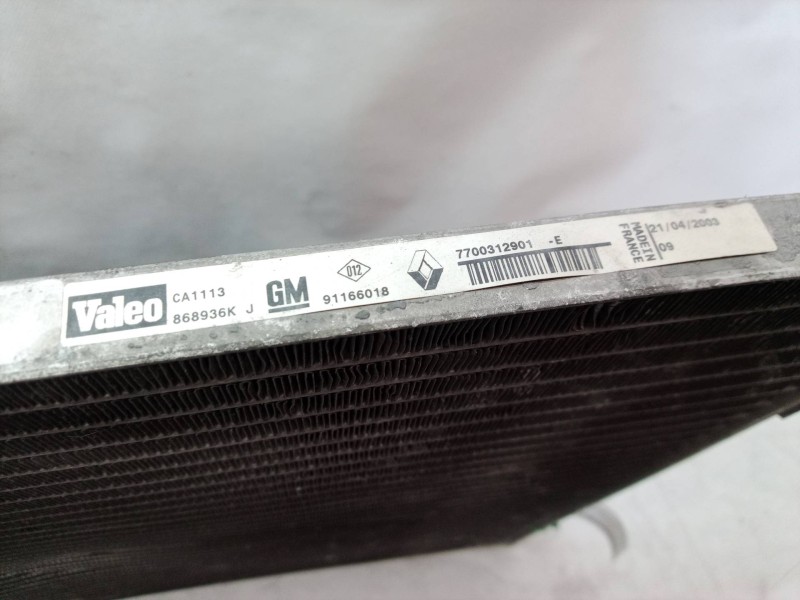 Valeo
CA1113
868936K J
GM
012
91166018
7700312901 -E
MADE IN
FRANCE
21/04/2003
09